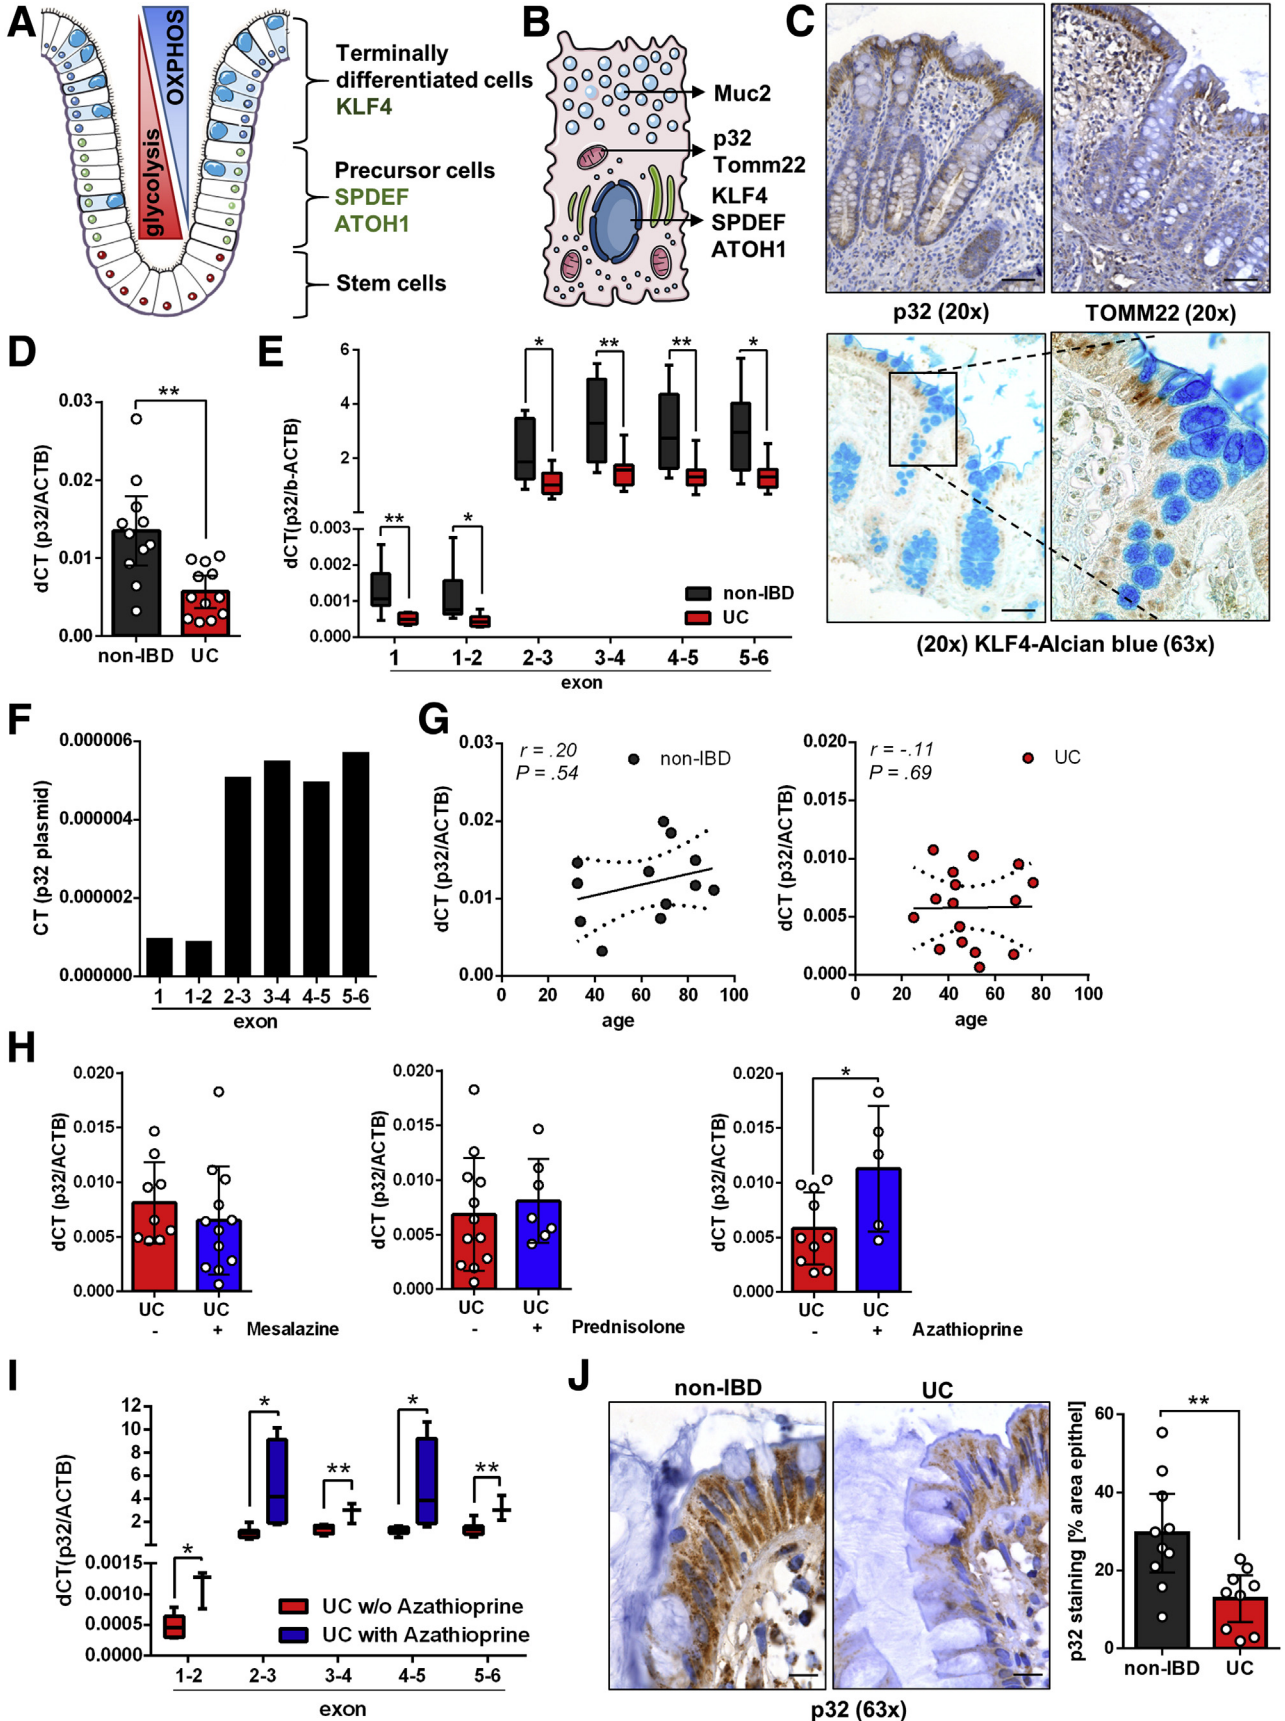 A
glycolysis
OXPHOS
Terminally
differentiated cells
KLF4
Precursor cells
SPDEF
ATOH1
Stem cells
B
Muc2
p32
Tomm22
KLF4
SPDEF
ATOH1
C
p32 (20x)
TOMM22 (20x)
(20x) KLF4-Alcian blue (63x)
D
dCT (p32/ACTB)
0.03
0.02
0.01
0.00
**
non-IBD
UC
E
dCT(p32/b-ACTB)
6
4
2
0.003
0.002
0.001
0.000
**
*
*
**
**
*
non-IBD
UC
1
1-2
2-3
3-4
4-5
5-6
exon
F
CT (p32 plasmid)
0.000006
0.000004
0.000002
0.000000
1
1-2
2-3
3-4
4-5
5-6
exon
G
dCT (p32/ACTB)
0.03
0.02
0.01
0.00
r = .20
P = .54
non-IBD
0
20
40
60
80
100
age
dCT (p32/ACTB)
0.020
0.015
0.010
0.005
0.000
r = -.11
P = .69
UC
0
20
40
60
80
100
age
H
dCT (p32/ACTB)
0.020
0.015
0.010
0.005
0.000
UC
UC
-
+
Mesalazine
dCT (p32/ACTB)
0.020
0.015
0.010
0.005
0.000
UC
UC
-
+
Prednisolone
dCT (p32/ACTB)
0.020
0.015
0.010
0.005
0.000
*
UC
UC
-
+
Azathioprine
I
dCT(p32/ACTB)
12
10
8
6
4
2
0.0015
0.0010
0.0005
0.0000
*
*
**
*
**
UC w/o Azathioprine
UC with Azathioprine
1-2
2-3
3-4
4-5
5-6
exon
J
non-IBD
UC
p32 (63x)
p32 staining [% area epithel]
60
40
20
0
**
non-IBD
UC